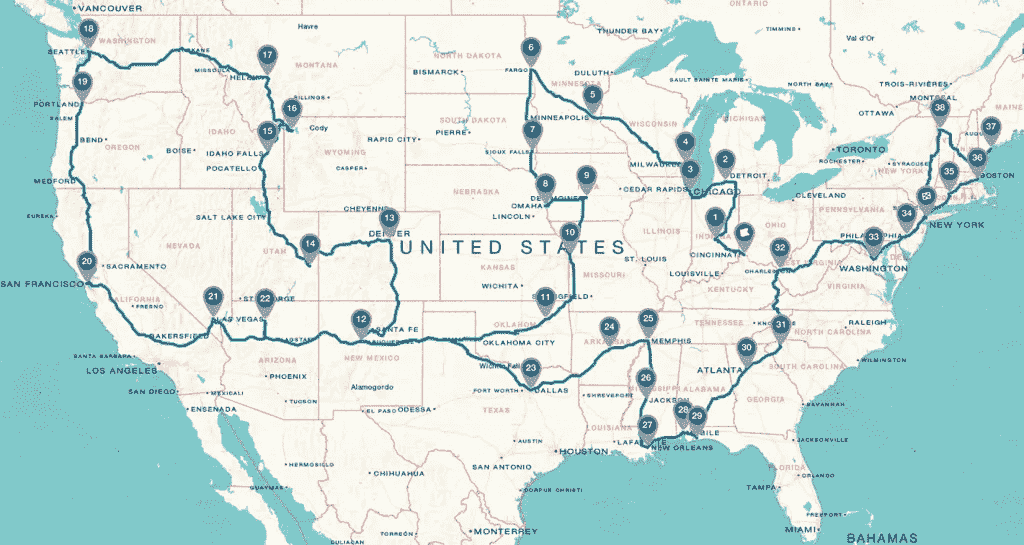 VANCOUVER
18
SEATTLE
WASHINGTON
17
HELEN
MISSOULA
Havre
MONTANA
BILLINGS
NORTH DAKOTA
BISMARCK
6
FARGO
THUNDER BAY
TIMMINS
Val d'Or
DULUTH
SAULT SAINTE MARIE
NORTH BAY
TROIS-RIVIÈRES
MONTREAL
38
OTTAWA
MAINE
19
PORTLAND
SALEM
BEND
OREGON
IDAHO
BOISE
15
16
Cody
IDAHO FALLS
POCATELLO
RAPID CITY
WYOMING
CASPER
SOUTH DAKOTA
PIERRE
7
SIOUX FALLS
MINNESOTA
5
MINNEAPOLIS
WISCONSIN
4
MILWAUKEE
3
CHICAGO
MICHIGAN
2
DETROIT
TORONTO
ROCHESTER
SYRACUSE
NEW YORK
37
36
BOSTON
35
MEDFORD
EUREKA
SALT LAKE CITY
NEVADA
UTAH
CHEYENNE
13
DENVER
14
NEBRASKA
8
OMAHA
LINCOLN
9
DES MOINES
CEDAR RAPIDS
ILLINOIS
1
INDIANA
OHIO
CINCINNATI
CLEVELAND
PENNSYLVANIA
34
NEW YORK
PHILADELPHIA
33
WASHINGTON
UNITED STATES
10
KANSAS
MISSOURI
ST. LOUIS
LOUISVILLE
KENTUCKY
32
CHARLESTON
WEST VIRGINIA
VIRGINIA
20
SACRAMENTO
SAN FRANCISCO
CALIFORNIA
FRESNO
21
LAS VEGAS
22
ST. GEORGE
12
SANTA FE
WICHITA
11
SPRINGFIELD
BAKERSFIELD
SANTA BARBARA
LOS ANGELES
SAN DIEGO
MEXICALI
ENSENADA
ARIZONA
PHOENIX
TUCSON
NEW MEXICO
Alamogordo
EL PASO
ODESSA
OKLAHOMA
OKLAHOMA CITY
Wichita Falls
23
FORT WORTH
DALLAS
TEXAS
24
ARKANSAS
25
MEMPHIS
TENNESSEE
31
NORTH CAROLINA
RALEIGH
WILMINGTON
30
ATLANTA
SOUTH CAROLINA
GEORGIA
SAVANNAH
26
JACKSON
ALABAMA
SHREVEPORT
LOUISIANA
27
28
29
NEW ORLEANS
AUSTIN
HOUSTON
SAN ANTONIO
CORPUS CHRISTI
JACKSONVILLE
FLORIDA
ORLANDO
TAMPA
FREEPORT
MIAMI
BAHAMAS
HERMOSILLO
GUAYMAS
CHIHUAHUA
TORREÓN
CULIACAN
MONTERREY